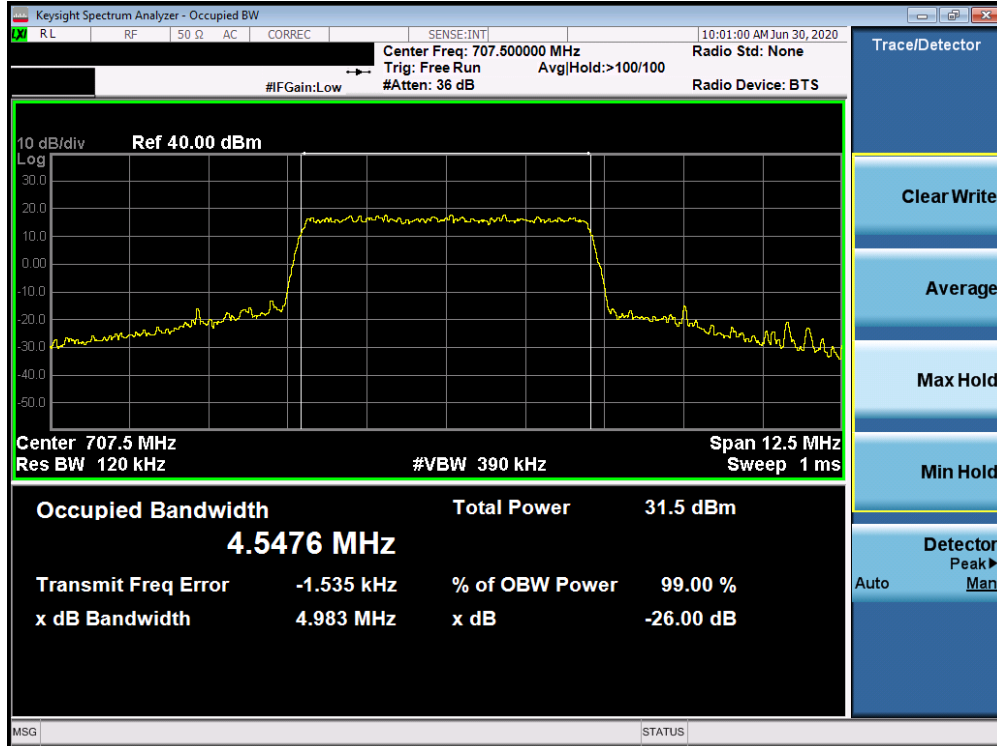 Keysight Spectrum Analyzer - Occupied BW
LXI RL RF 50 Ω AC CORREC SENSE:INT 10:01:00 AM Jun 30, 2020
Center Freq: 707.500000 MHz Radio Std: None
Trig: Free Run Avg|Hold:>100/100
#IFGain:Low #Atten: 36 dB Radio Device: BTS
Trace/Detector
10 dB/div Ref 40.00 dBm
Log
30.0
20.0
10.0
0.00
-10.0
-20.0
-30.0
-40.0
-50.0
Center 707.5 MHz Span 12.5 MHz
Res BW 120 kHz #VBW 390 kHz Sweep 1 ms
Occupied Bandwidth Total Power 31.5 dBm
4.5476 MHz
Transmit Freq Error -1.535 kHz % of OBW Power 99.00 %
x dB Bandwidth 4.983 MHz x dB -26.00 dB
Clear Write
Average
Max Hold
Min Hold
Detector
Peak▶
Auto Man
MSG STATUS